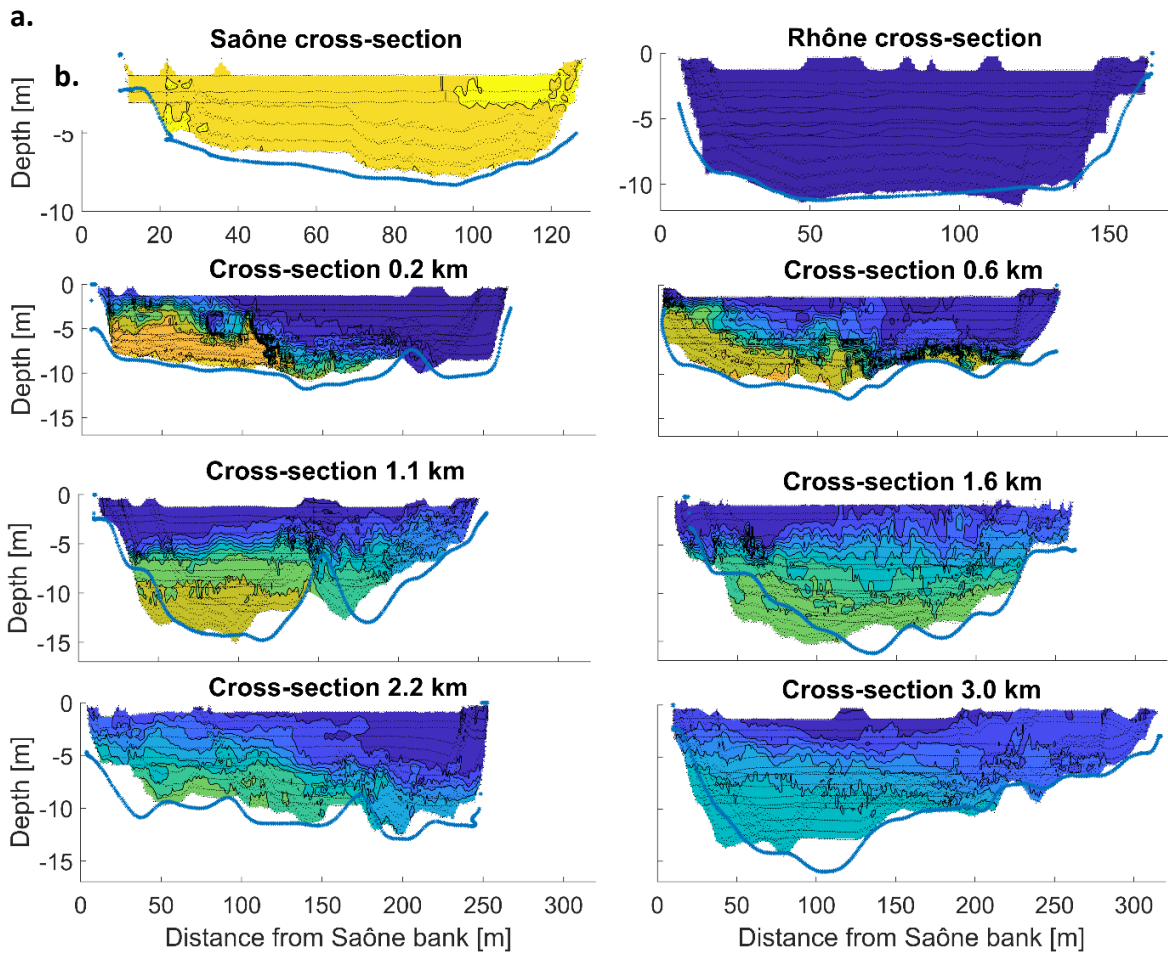 a.
Saône cross-section
Rhône cross-section
b.
Depth [m]
0
-5
-5
-10
-10
0 20 40 60 80 100 120
0 50 100 150
Cross-section 0.2 km
Cross-section 0.6 km
Depth [m]
0
-5
-10
-15
Cross-section 1.1 km
Cross-section 1.6 km
Depth [m]
0
-5
-10
-15
Cross-section 2.2 km
Cross-section 3.0 km
Depth [m]
0
-5
-10
-15
0 50 100 150 200 250 300
0 50 100 150 200 250 300
Distance from Saône bank [m]
Distance from Saône bank [m]